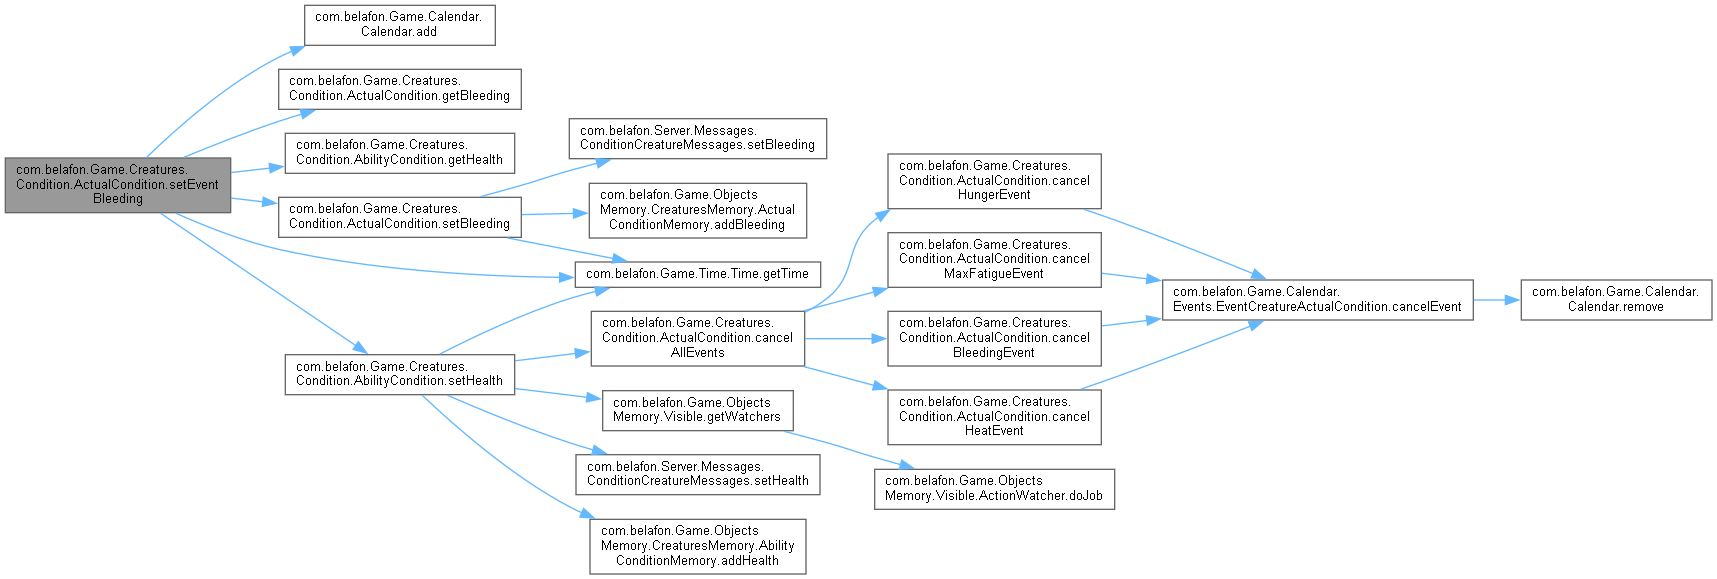 com.belafon.Game.Creatures.
Condition.ActualCondition.setEvent
Bleeding
com.belafon.Game.Calendar.
Calendar.add
com.belafon.Game.Creatures.
Condition.ActualCondition.getBleeding
com.belafon.Game.Creatures.
Condition.AbilityCondition.getHealth
com.belafon.Game.Creatures.
Condition.ActualCondition.setBleeding
com.belafon.Game.Creatures.
Condition.AbilityCondition.setHealth
com.belafon.Server.Messages.
ConditionCreatureMessages.setBleeding
com.belafon.Game.Objects
Memory.CreaturesMemory.Actual
ConditionMemory.addBleeding
com.belafon.Game.Time.Time.getTime
com.belafon.Game.Creatures.
Condition.ActualCondition.cancel
AllEvents
com.belafon.Game.Objects
Memory.Visible.getWatchers
com.belafon.Server.Messages.
ConditionCreatureMessages.setHealth
com.belafon.Game.Objects
Memory.CreaturesMemory.Ability
ConditionMemory.addHealth
com.belafon.Game.Creatures.
Condition.ActualCondition.cancel
HungerEvent
com.belafon.Game.Creatures.
Condition.ActualCondition.cancel
MaxFatigueEvent
com.belafon.Game.Creatures.
Condition.ActualCondition.cancel
BleedingEvent
com.belafon.Game.Creatures.
Condition.ActualCondition.cancel
HeatEvent
com.belafon.Game.Objects
Memory.Visible.ActionWatcher.doJob
com.belafon.Game.Calendar.
Events.EventCreatureActualCondition.cancelEvent
com.belafon.Game.Calendar.
Calendar.remove